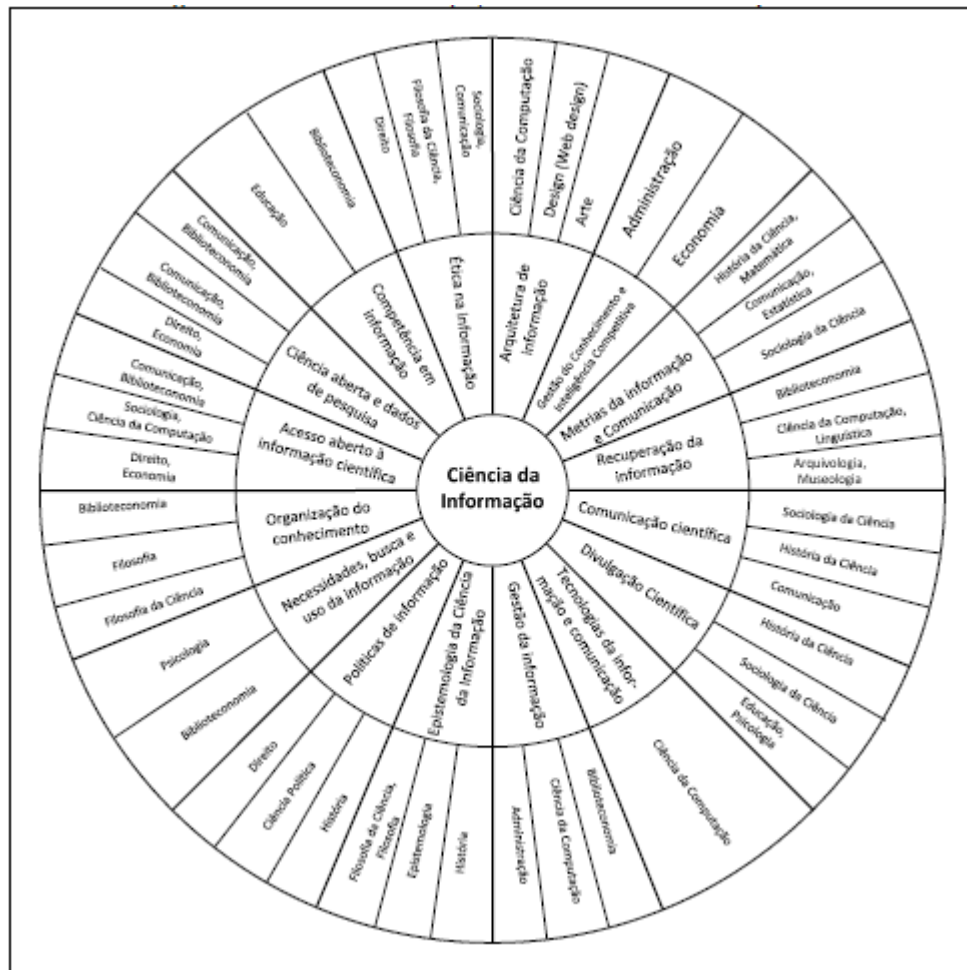 Ciência da
Informação
Arquitetura de
Informação
Ciência da Computação
Design (Web design)
Arte
Gestão do Conhecimento e
Inteligência Competitiva
Administração
Economia
Metrias da informação
e Comunicação
História da Ciência,
Matemática
Comunicação,
Estatística
Sociologia da Ciência
Recuperação da
informação
Biblioteconomia
Ciência da Computação,
Linguística
Arquivologia,
Museologia
Comunicação científica
Sociologia da Ciência
História da Ciência
Comunicação
Divulgação Científica
História da Ciência
Sociologia da Ciência
Educação,
Psicologia
Tecnologias da infor-
mação e comunicação
Ciência da Computação
Gestão da informação
Biblioteconomia
Ciência da Computação
Administração
Epistemologia da Ciência
da Informação
História
Epistemologia
Filosofia da Ciência,
Filosofia
Políticas de informação
História
Ciência Política
Direito
Necessidades, busca e
uso da informação
Biblioteconomia
Psicologia
Organização do
conhecimento
Filosofia da Ciência
Filosofia
Biblioteconomia
Acesso aberto à
informação científica
Direito,
Economia
Sociologia,
Ciência da Computação
Comunicação,
Biblioteconomia
Ciência aberta e dados
de pesquisa
Direito,
Economia
Comunicação,
Biblioteconomia
Comunicação,
Biblioteconomia
Competência em
informação
Educação
Biblioteconomia
Ética na Informação
Direito
Filosofia da Ciência,
Filosofia
Sociologia,
Comunicação